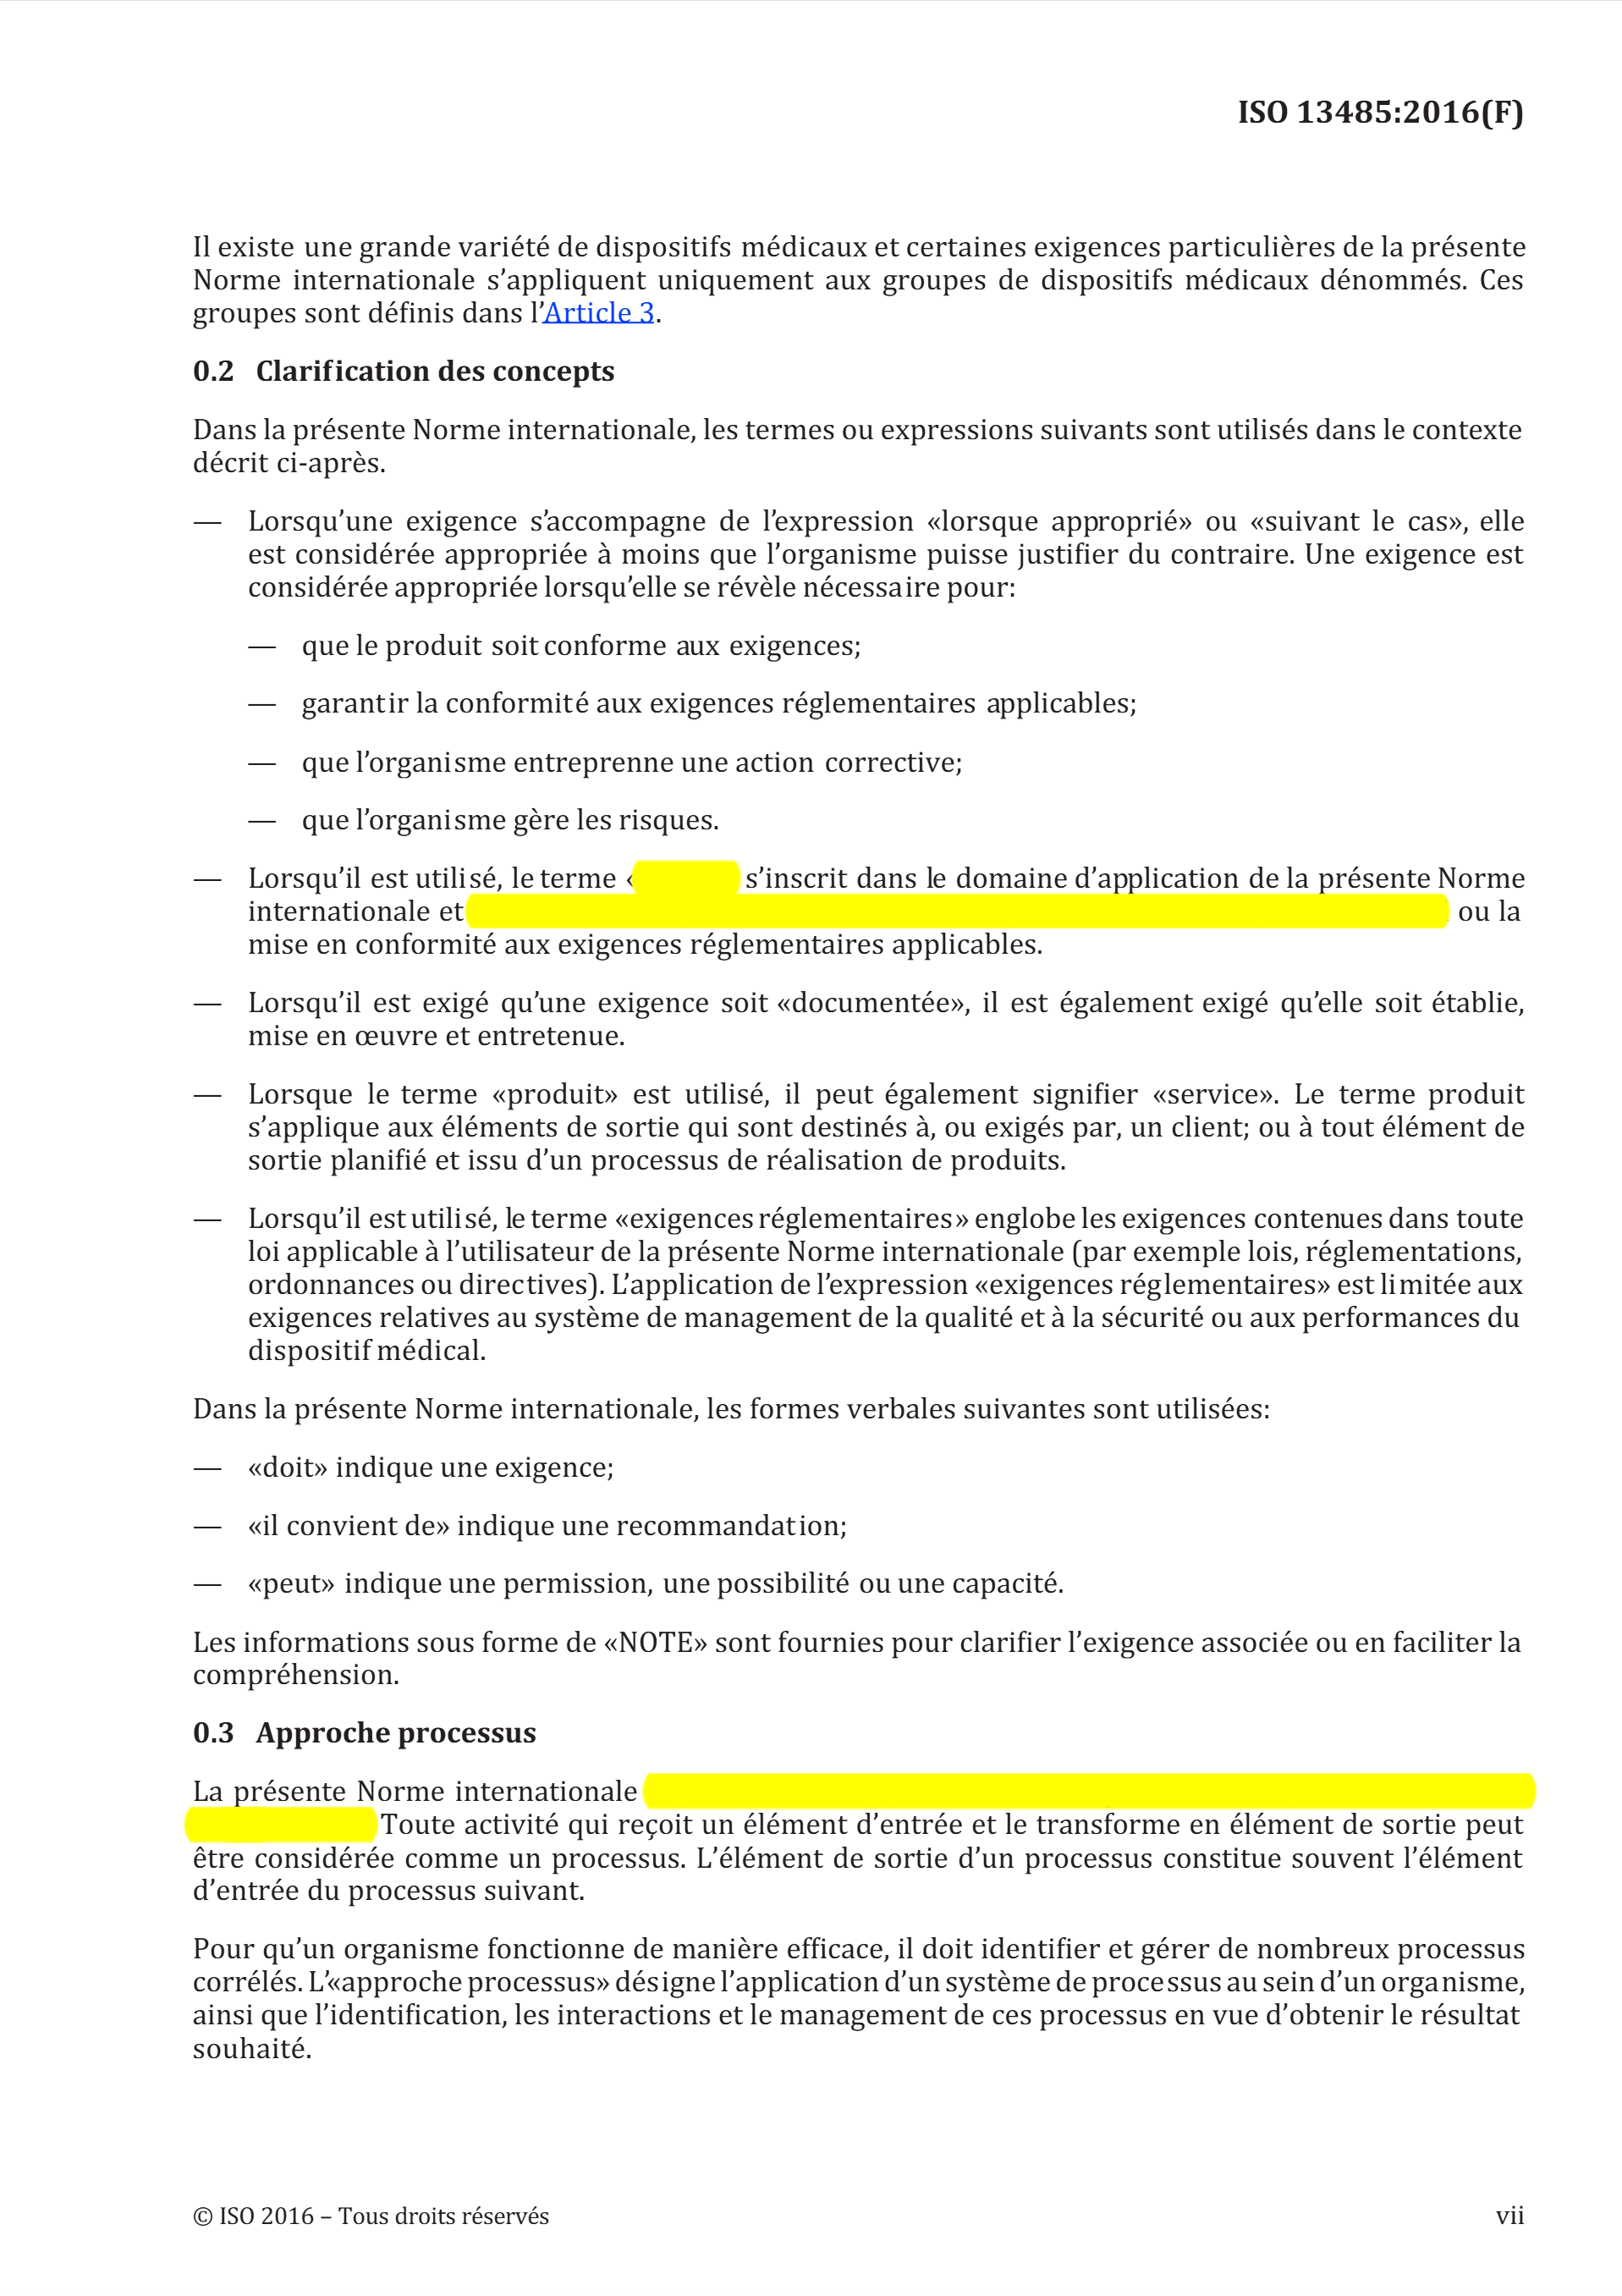 ISO 13485:2016(F)
Il existe une grande variété de dispositifs médicaux et certaines exigences particulières de la présente
Norme internationale s’appliquent uniquement aux groupes de dispositifs médicaux dénommés. Ces
groupes sont définis dans l’Article 3.
0.2 Clarification des concepts
Dans la présente Norme internationale, les termes ou expressions suivants sont utilisés dans le contexte
décrit ci-après.
— Lorsqu’une exigence s’accompagne de l’expression «lorsque approprié» ou «suivant le cas», elle
est considérée appropriée à moins que l’organisme puisse justifier du contraire. Une exigence est
considérée appropriée lorsqu’elle se révèle nécessaire pour:
— que le produit soit conforme aux exigences;
— garantir la conformité aux exigences réglementaires applicables;
— que l’organisme entreprenne une action corrective;
— que l’organisme gère les risques.
— Lorsqu’il est utilisé, le terme « s’inscrit dans le domaine d’application de la présente Norme
internationale et ou la
mise en conformité aux exigences réglementaires applicables.
— Lorsqu’il est exigé qu’une exigence soit «documentée», il est également exigé qu’elle soit établie,
mise en œuvre et entretenue.
— Lorsque le terme «produit» est utilisé, il peut également signifier «service». Le terme produit
s’applique aux éléments de sortie qui sont destinés à, ou exigés par, un client; ou à tout élément de
sortie planifié et issu d’un processus de réalisation de produits.
— Lorsqu’il est utilisé, le terme «exigences réglementaires» englobe les exigences contenues dans toute
loi applicable à l’utilisateur de la présente Norme internationale (par exemple lois, réglementations,
ordonnances ou directives). L’application de l’expression «exigences réglementaires» est limitée aux
exigences relatives au système de management de la qualité et à la sécurité ou aux performances du
dispositif médical.
Dans la présente Norme internationale, les formes verbales suivantes sont utilisées:
— «doit» indique une exigence;
— «il convient de» indique une recommandation;
— «peut» indique une permission, une possibilité ou une capacité.
Les informations sous forme de «NOTE» sont fournies pour clarifier l’exigence associée ou en faciliter la
compréhension.
0.3 Approche processus
La présente Norme internationale
Toute activité qui reçoit un élément d’entrée et le transforme en élément de sortie peut
être considérée comme un processus. L’élément de sortie d’un processus constitue souvent l’élément
d’entrée du processus suivant.
Pour qu’un organisme fonctionne de manière efficace, il doit identifier et gérer de nombreux processus
corrélés. L’«approche processus» désigne l’application d’un système de processus au sein d’un organisme,
ainsi que l’identification, les interactions et le management de ces processus en vue d’obtenir le résultat
souhaité.
© ISO 2016 – Tous droits réservés
vii